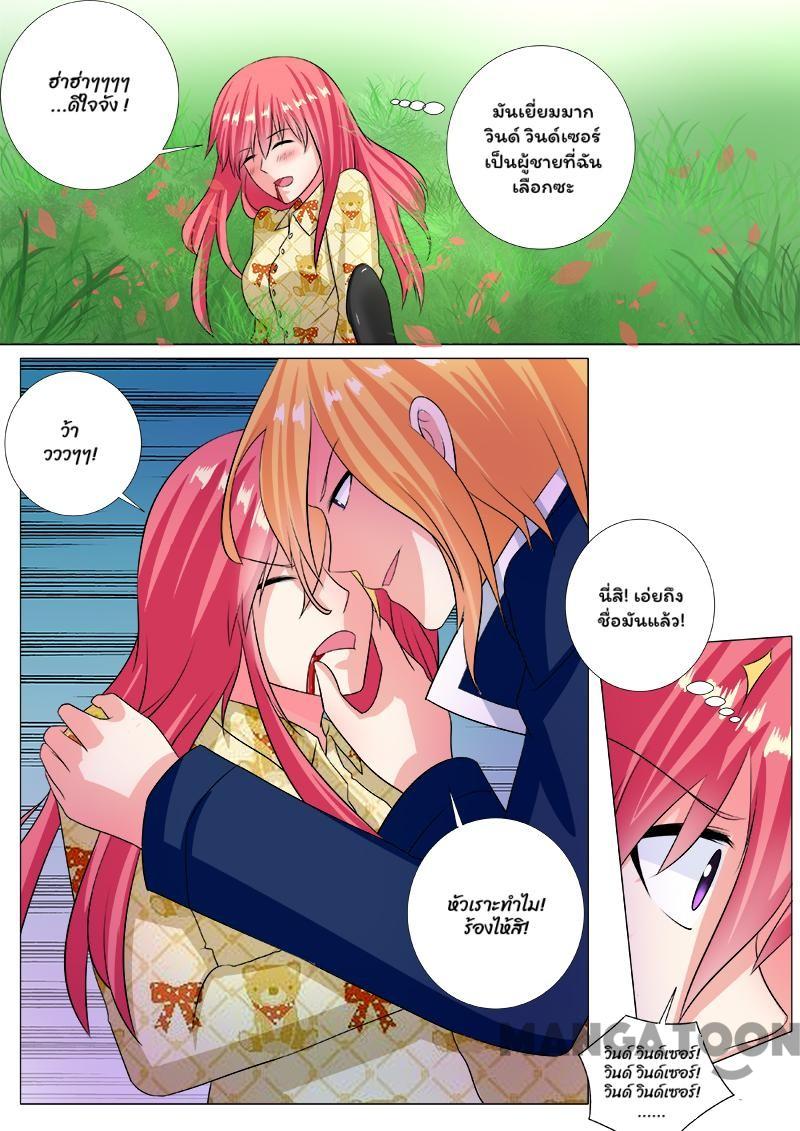 ฮ่าฮ่าๆๆๆๆ
...ดีใจจัง !
มันเยี่ยมมาก
วินด์ วินด์เซอร์
เป็นผู้ชายที่ฉัน
เลือกซะ
ว้า
วววๆๆ!
นี่สิ! เอ่ยถึง
ชื่อมันแล้ว!
หัวเราะทำไม!
ร้องไห้สิ!
MANGATOON
วินด์ วินด์เซอร์!
วินด์ วินด์เซอร์!
วินด์ วินด์เซอร์!
......